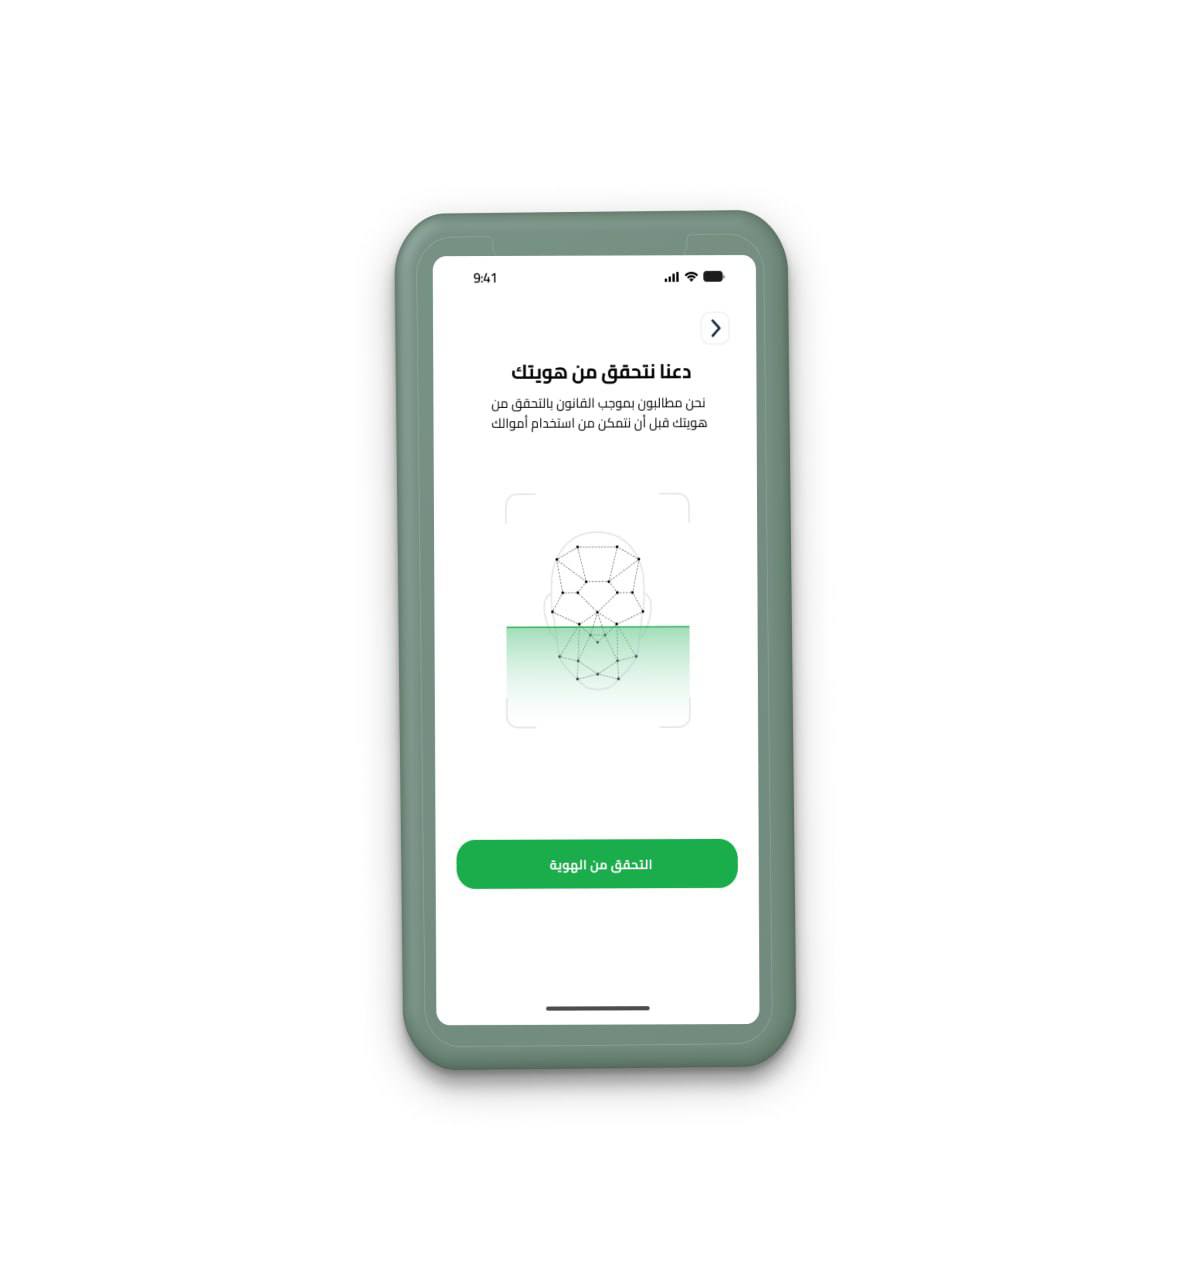 9:41
دعنا نتحقق من هويتك
نحن مطالبون بموجب القانون بالتحقق من
هويتك قبل أن نتمكن من استخدام أموالك
التحقق من الهوية